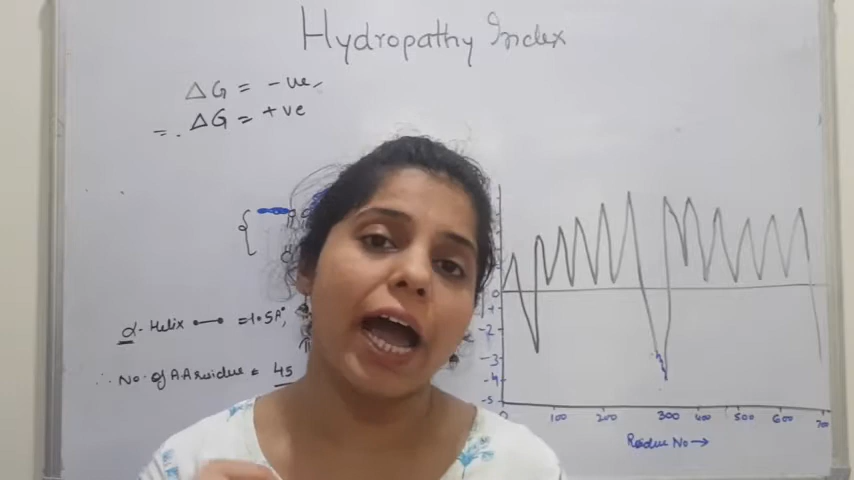 Hydropathy Index
ΔG = -ve
= . ΔG = +ve
α-Helix •—• = 1.5A°,
∴ No. of AA residue = 45
0
+1
-2
-3
-4
-5
0 100 200 300 400 500 600 700
Residue No →